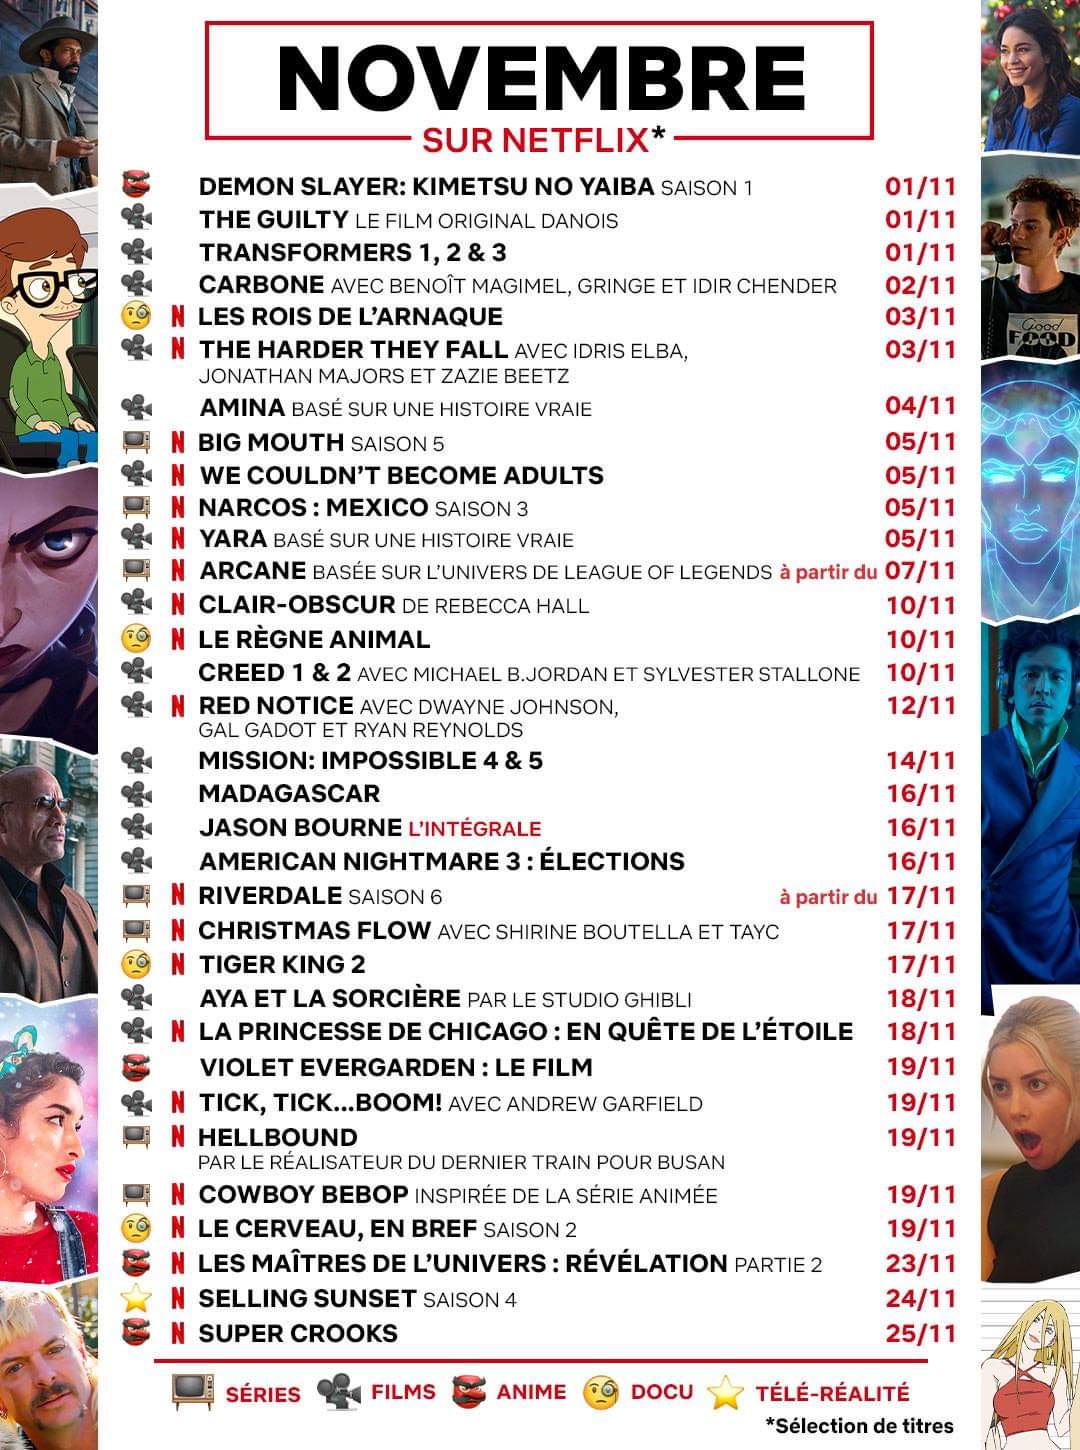 NOVEMBRE
SUR NETFLIX*
DEMON SLAYER: KIMETSU NO YAIBA SAISON 1 01/11
THE GUILTY LE FILM ORIGINAL DANOIS 01/11
TRANSFORMERS 1, 2 & 3 01/11
CARBONE AVEC BENOÎT MAGIMEL, GRINGE ET IDIR CHENDER 02/11
N LES ROIS DE L'ARNAQUE 03/11
N THE HARDER THEY FALL AVEC IDRIS ELBA, 03/11
JONATHAN MAJORS ET ZAZIE BEETZ
AMINA BASÉ SUR UNE HISTOIRE VRAIE 04/11
N BIG MOUTH SAISON 5 05/11
N WE COULDN'T BECOME ADULTS 05/11
N NARCOS : MEXICO SAISON 3 05/11
N YARA BASÉ SUR UNE HISTOIRE VRAIE 05/11
N ARCANE BASÉE SUR L'UNIVERS DE LEAGUE OF LEGENDS à partir du 07/11
N CLAIR-OBSCUR DE REBECCA HALL 10/11
N LE RÈGNE ANIMAL 10/11
CREED 1 & 2 AVEC MICHAEL B.JORDAN ET SYLVESTER STALLONE 10/11
N RED NOTICE AVEC DWAYNE JOHNSON, 12/11
GAL GADOT ET RYAN REYNOLDS
MISSION: IMPOSSIBLE 4 & 5 14/11
MADAGASCAR 16/11
JASON BOURNE L'INTÉGRALE 16/11
AMERICAN NIGHTMARE 3 : ÉLECTIONS 16/11
N RIVERDALE SAISON 6 à partir du 17/11
N CHRISTMAS FLOW AVEC SHIRINE BOUTELLA ET TAYC 17/11
N TIGER KING 2 17/11
AYA ET LA SORCIÈRE PAR LE STUDIO GHIBLI 18/11
N LA PRINCESSE DE CHICAGO : EN QUÊTE DE L'ÉTOILE 18/11
VIOLET EVERGARDEN : LE FILM 19/11
N TICK, TICK...BOOM! AVEC ANDREW GARFIELD 19/11
N HELLBOUND 19/11
PAR LE RÉALISATEUR DU DERNIER TRAIN POUR BUSAN
N COWBOY BEBOP INSPIRÉE DE LA SÉRIE ANIMÉE 19/11
N LE CERVEAU, EN BREF SAISON 2 19/11
N LES MAÎTRES DE L'UNIVERS : RÉVÉLATION PARTIE 2 23/11
N SELLING SUNSET SAISON 4 24/11
N SUPER CROOKS 25/11
SÉRIES FILMS ANIME DOCU TÉLÉ-RÉALITÉ
*Sélection de titres
Good
FOOD